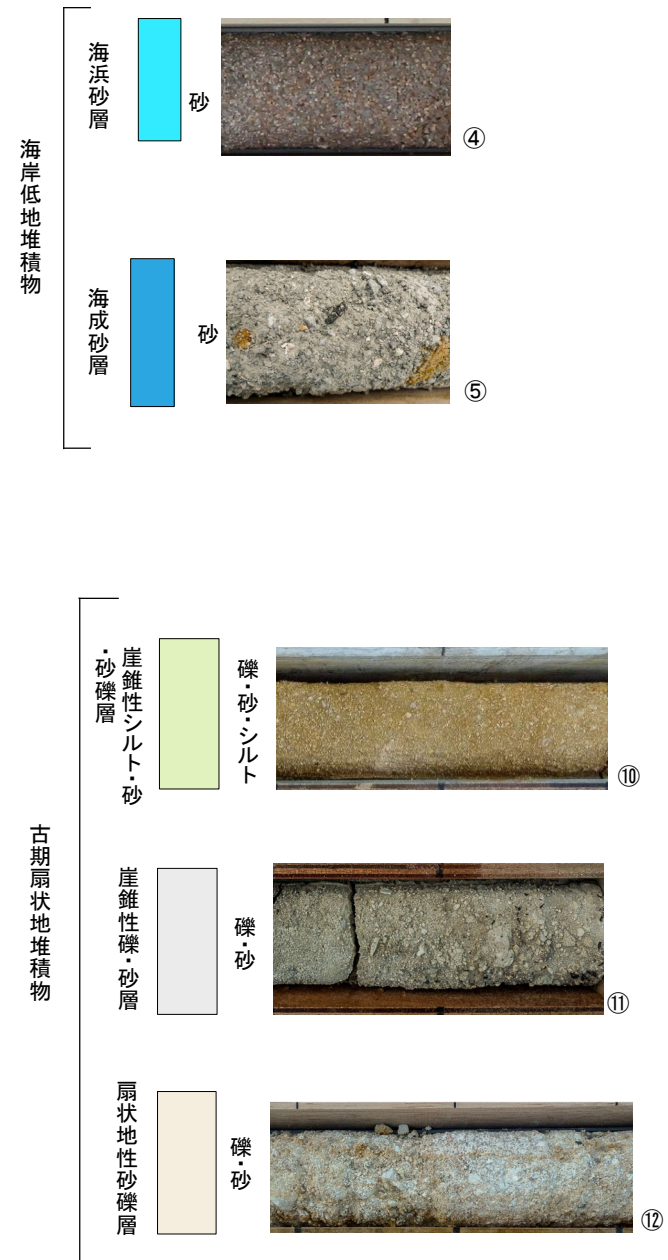 海岸低地堆積物
海浜砂層
砂
④
海成砂層
砂
⑤
古期扇状地堆積物
崖錐性シルト・砂
・砂礫層
礫・砂・シルト
⑩
崖錐性礫・砂層
礫・砂
⑪
扇状地性砂礫層
礫・砂
⑫